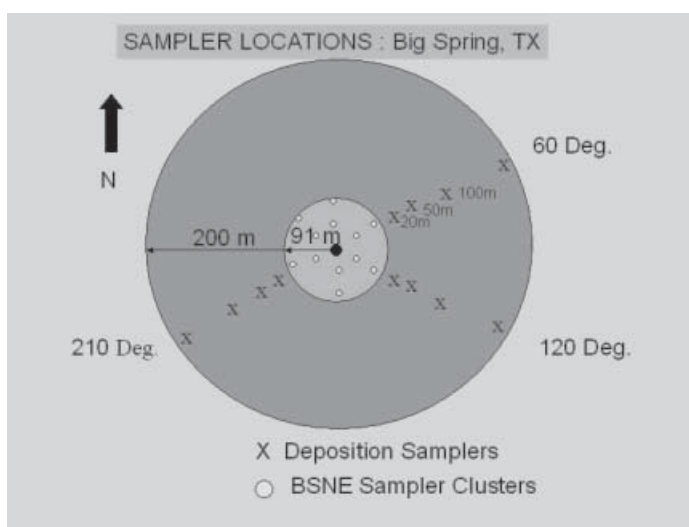 SAMPLER LOCATIONS : Big Spring, TX
60 Deg.
N
x 100m
x 50m
x 20m
x
x
200 m
91 m
x
x
x
x
x
x
x
x
x
210 Deg.
120 Deg.
X Deposition Samplers
BSNE Sampler Clusters